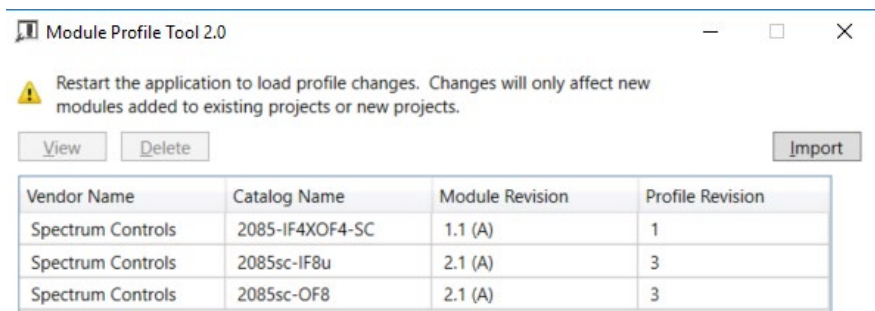 Module Profile Tool 2.0
Restart the application to load profile changes. Changes will only affect new
modules added to existing projects or new projects.
View Delete Import
Vendor Name Catalog Name Module Revision Profile Revision
Spectrum Controls 2085-IF4XOF4-SC 1.1 (A) 1
Spectrum Controls 2085sc-IF8u 2.1 (A) 3
Spectrum Controls 2085sc-OF8 2.1 (A) 3